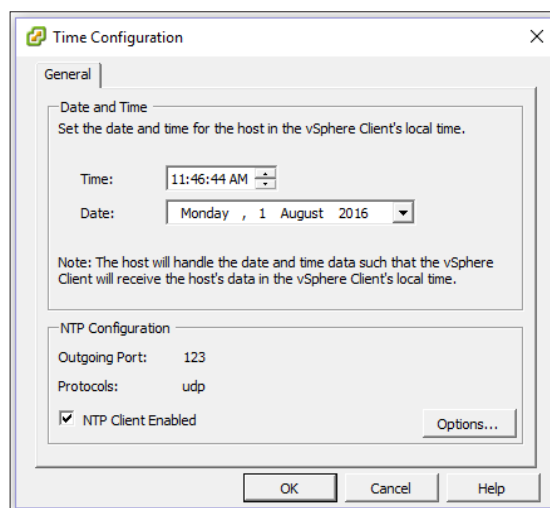 Time Configuration
General
Date and Time
Set the date and time for the host in the vSphere Client's local time.
Time: 11:46:44 AM
Date: Monday , 1 August 2016
Note: The host will handle the date and time data such that the vSphere
Client will receive the host's data in the vSphere Client's local time.
NTP Configuration
Outgoing Port: 123
Protocols: udp
NTP Client Enabled
Options...
OK Cancel Help